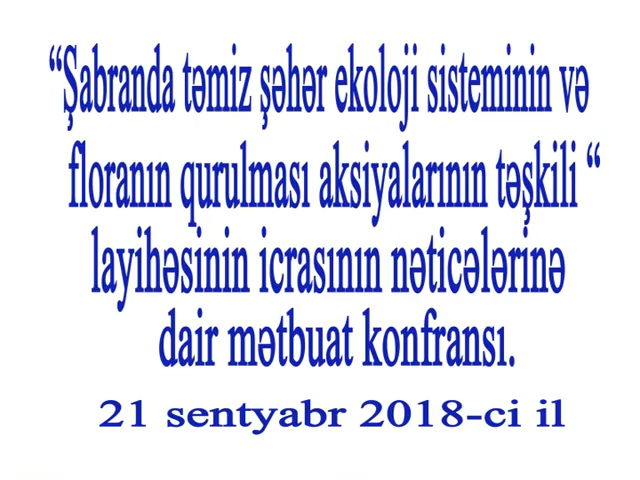 “Şabranda təmiz şəhər ekoloji sisteminin və
floranın qurulması aksiyalarının təşkili “
layihəsinin icrasının nəticələrinə
dair mətbuat konfransı.
21 sentyabr 2018-ci il